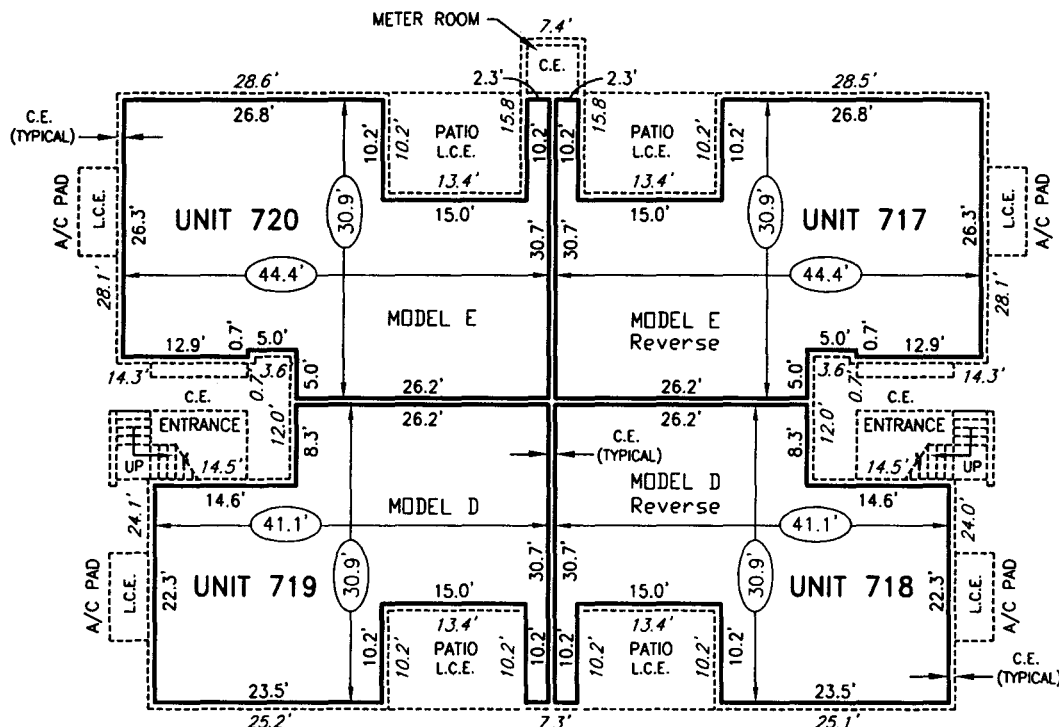 METER ROOM
7.4'
C.E.
2.3' 2.3'
28.6' 28.5'
C.E.
(TYPICAL)
26.8' 26.8'
10.2' 10.2' PATIO
L.C.E. 15.8 10.2' 10.2' 15.8 PATIO
L.C.E. 10.2' 10.2'
13.4' 13.4'
15.0' 15.0'
A/C PAD L.C.E. 26.3' UNIT 720 30.9' 30.7' 30.7' 30.9' UNIT 717 26.3' L.C.E. A/C PAD
28.1' 44.4' 44.4' 28.1'
MODEL E MODEL E
Reverse
12.9' 0.7' 5.0' 5.0' 0.7' 12.9'
14.3' 0.7' 3.6' 5.0' 5.0' 3.6' 0.7' 14.3'
C.E. 26.2' 26.2' C.E.
ENTRANCE 12.0' 26.2' 26.2' 12.0' ENTRANCE
8.3' 8.3'
UP 14.5' C.E.
(TYPICAL) 14.5' UP
14.6' 14.6'
24.1' MODEL D MODEL D
Reverse 24.0'
41.1' 41.1'
A/C PAD L.C.E. 22.3' UNIT 719 30.9' 30.7' 30.7' 30.9' UNIT 718 22.3' L.C.E. A/C PAD
15.0' 15.0'
13.4' 13.4'
10.2' 10.2' PATIO
L.C.E. 10.2' 10.2' 10.2' 10.2' PATIO
L.C.E. 10.2' 10.2'
C.E.
(TYPICAL)
23.5' 23.5'
25.2' 7.3' 25.1'